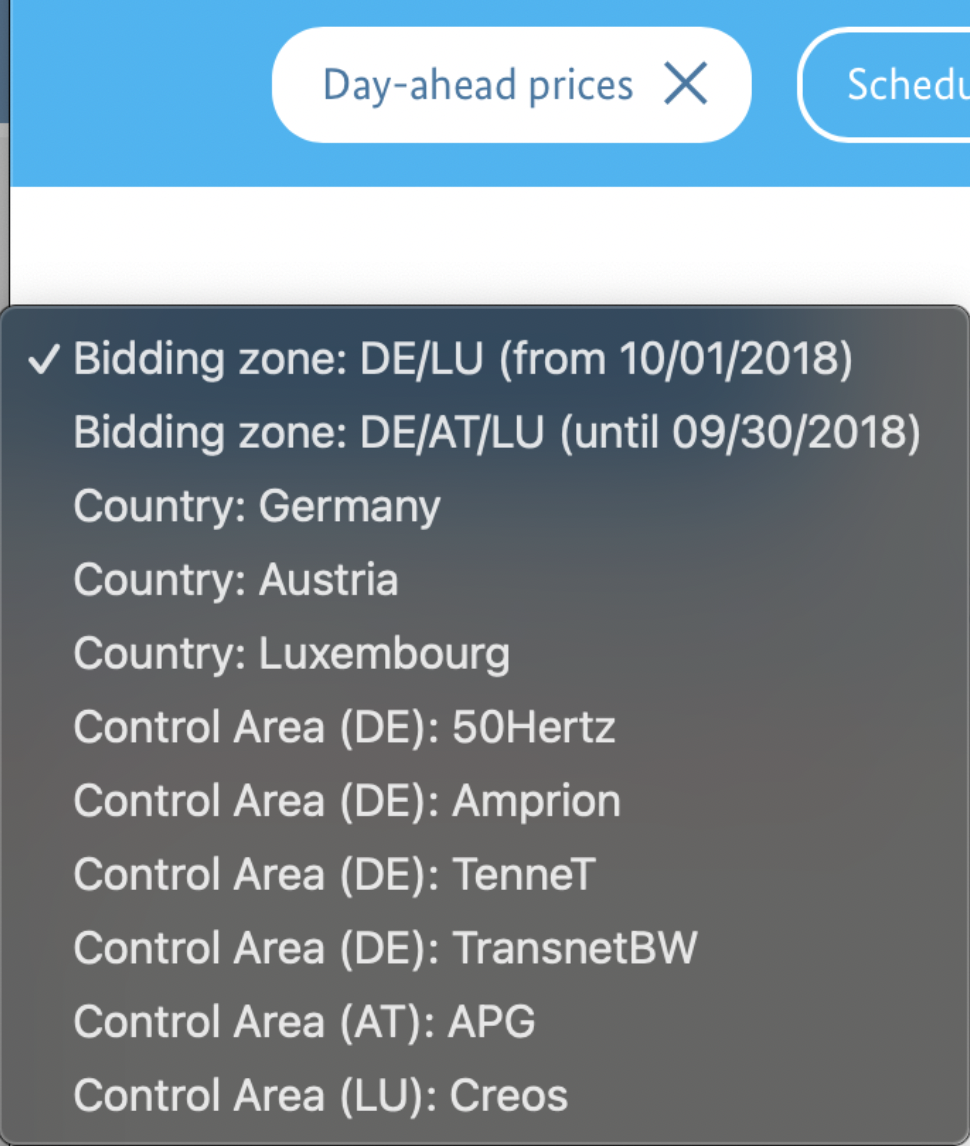 Day-ahead prices
Bidding zone: DE/LU (from 10/01/2018)
Bidding zone: DE/AT/LU (until 09/30/2018)
Country: Germany
Country: Austria
Country: Luxembourg
Control Area (DE): 50Hertz
Control Area (DE): Amprion
Control Area (DE): TenneT
Control Area (DE): TransnetBW
Control Area (AT): APG
Control Area (LU): Creos